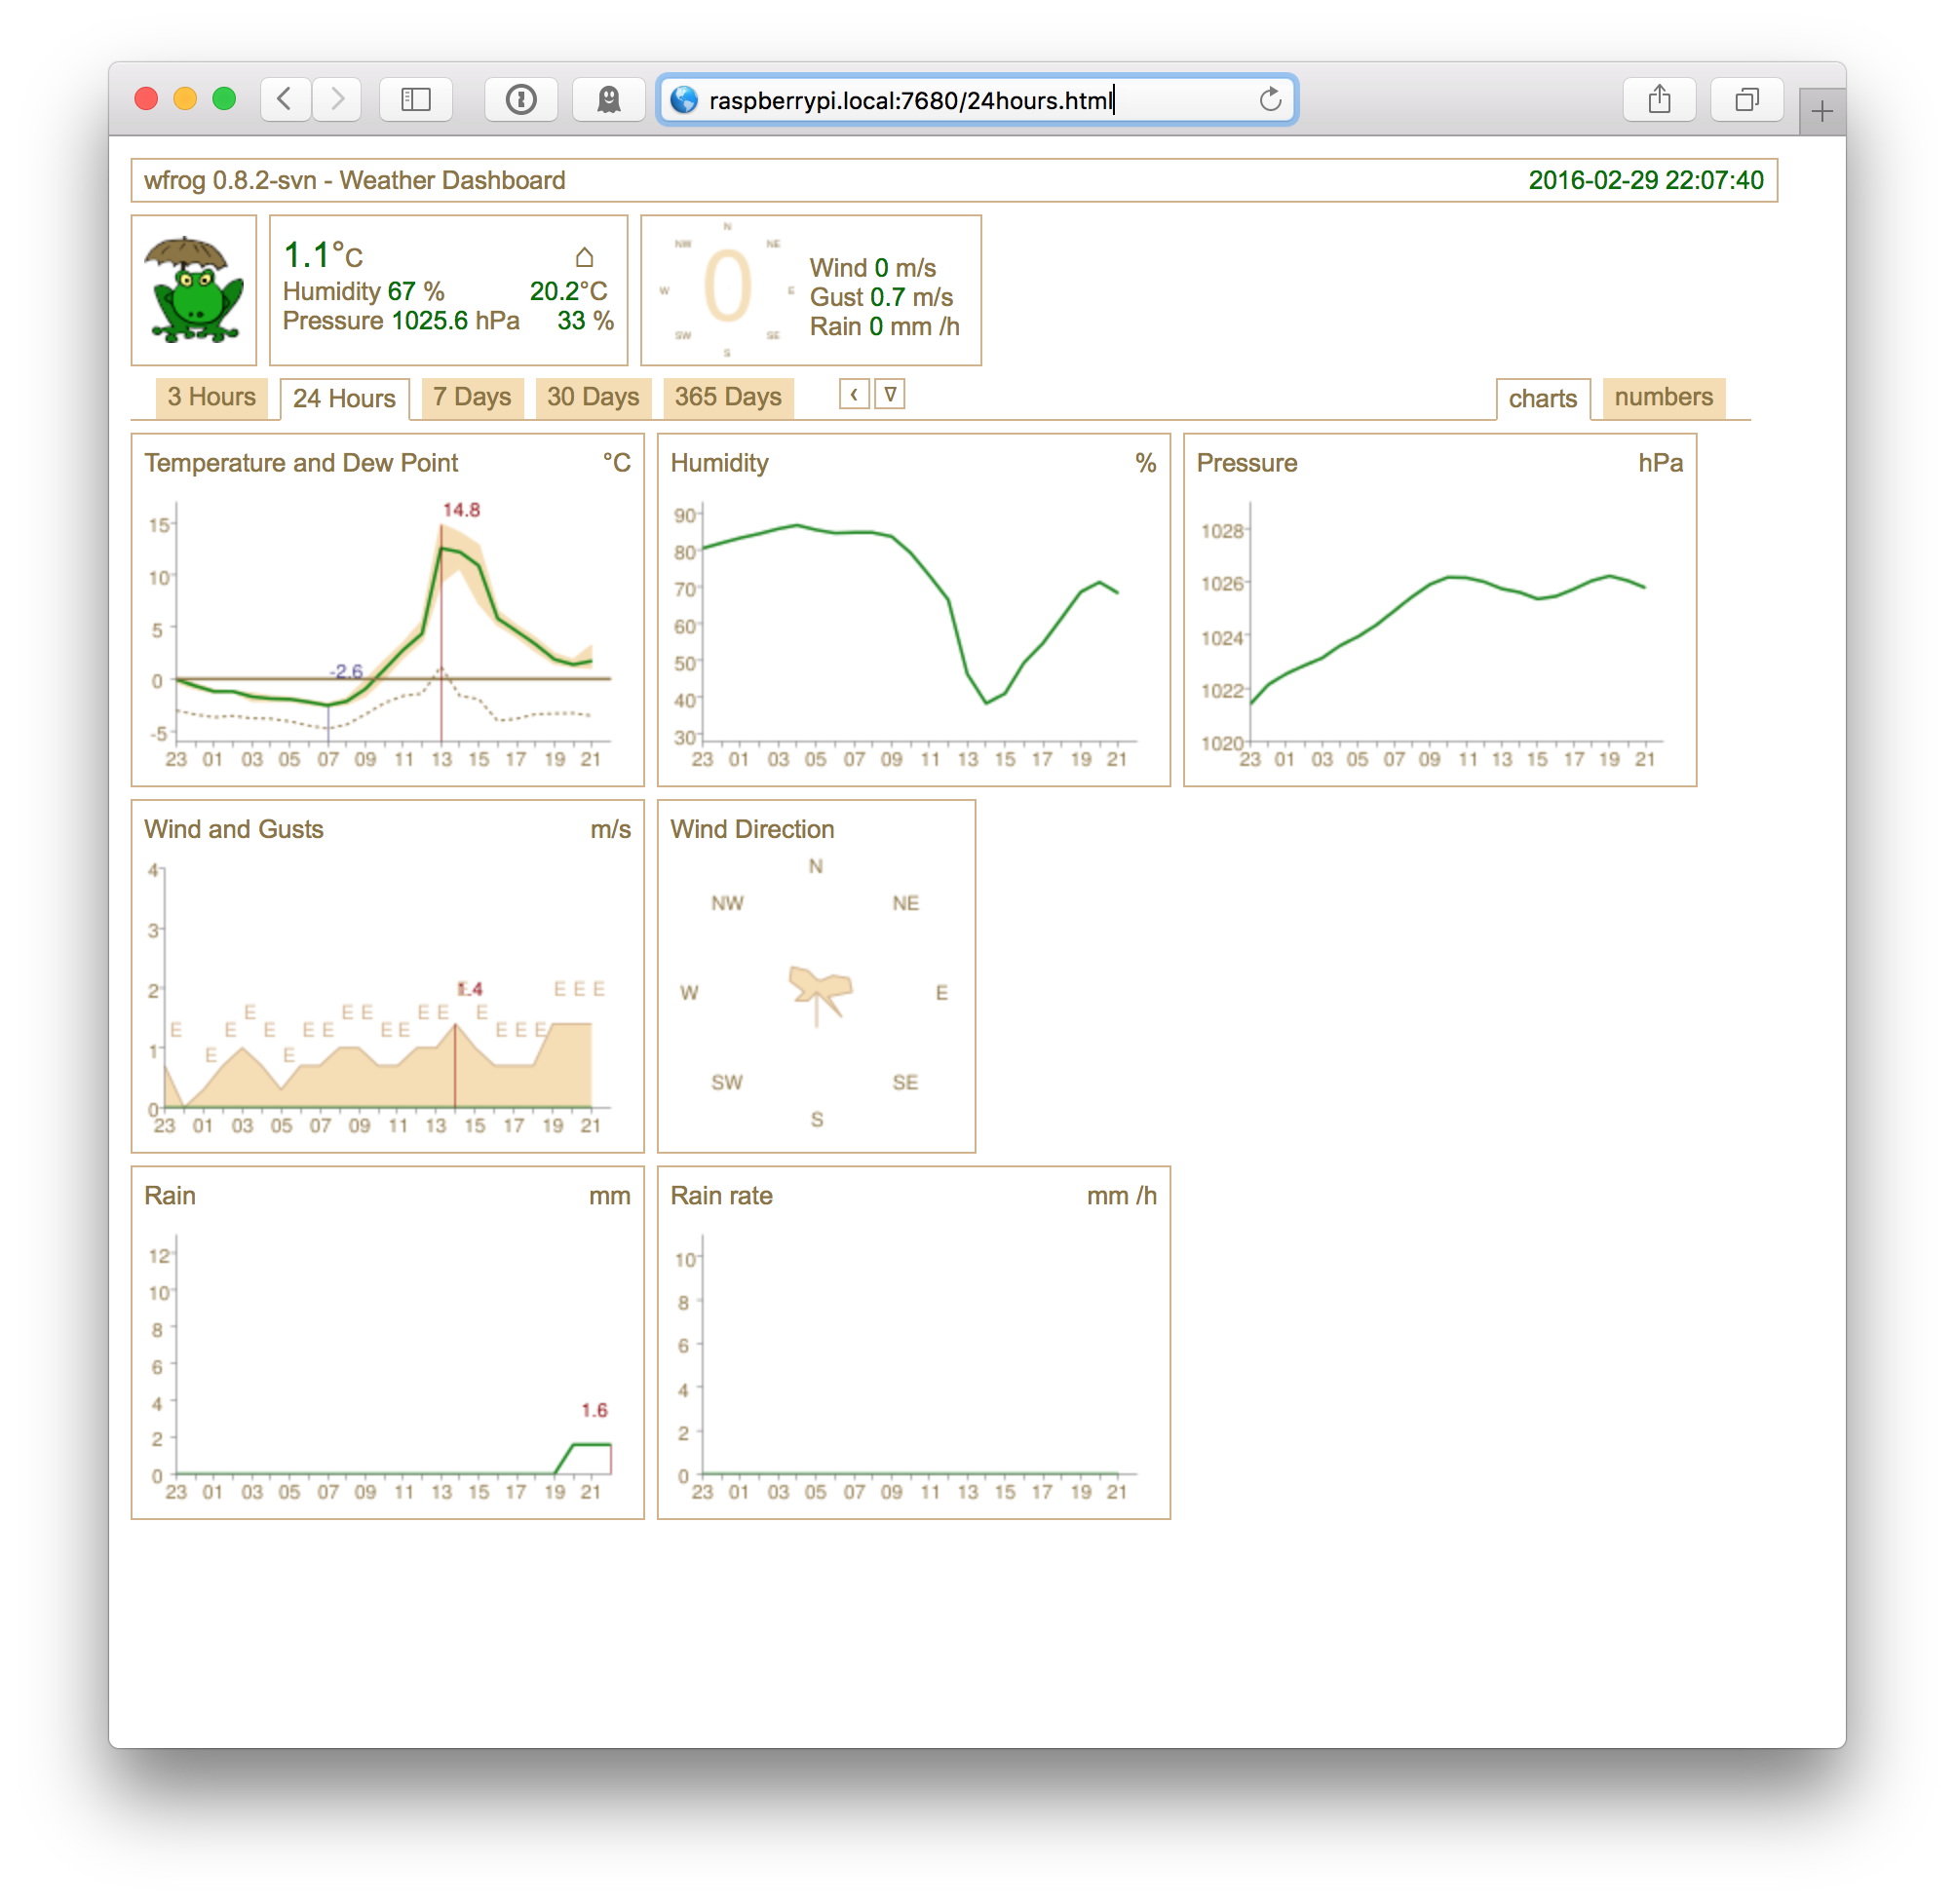 raspberrypi.local:7680/24hours.html
wfrog 0.8.2-svn - Weather Dashboard 2016-02-29 22:07:40
1.1°C
Humidity 67 % 20.2°C
Pressure 1025.6 hPa 33 %
N
NW NE
W 0 E
SW SE
S
Wind 0 m/s
Gust 0.7 m/s
Rain 0 mm /h
3 Hours 24 Hours 7 Days 30 Days 365 Days ‹ ∇ charts numbers
Temperature and Dew Point °C
14.8
15
10
5
-2.6
0
-5
23 01 03 05 07 09 11 13 15 17 19 21
Humidity %
90
80
70
60
50
40
30
23 01 03 05 07 09 11 13 15 17 19 21
Pressure hPa
1028
1026
1024
1022
1020
23 01 03 05 07 09 11 13 15 17 19 21
Wind and Gusts m/s
4
3
2 E 1.4 E E E
E E E E E E
E E E E E E E E E E
1 E E
0
23 01 03 05 07 09 11 13 15 17 19 21
Wind Direction
N
NW NE
W E
SW SE
S
Rain mm
12
10
8
6
4 1.6
2
0
23 01 03 05 07 09 11 13 15 17 19 21
Rain rate mm /h
10
8
6
4
2
0
23 01 03 05 07 09 11 13 15 17 19 21